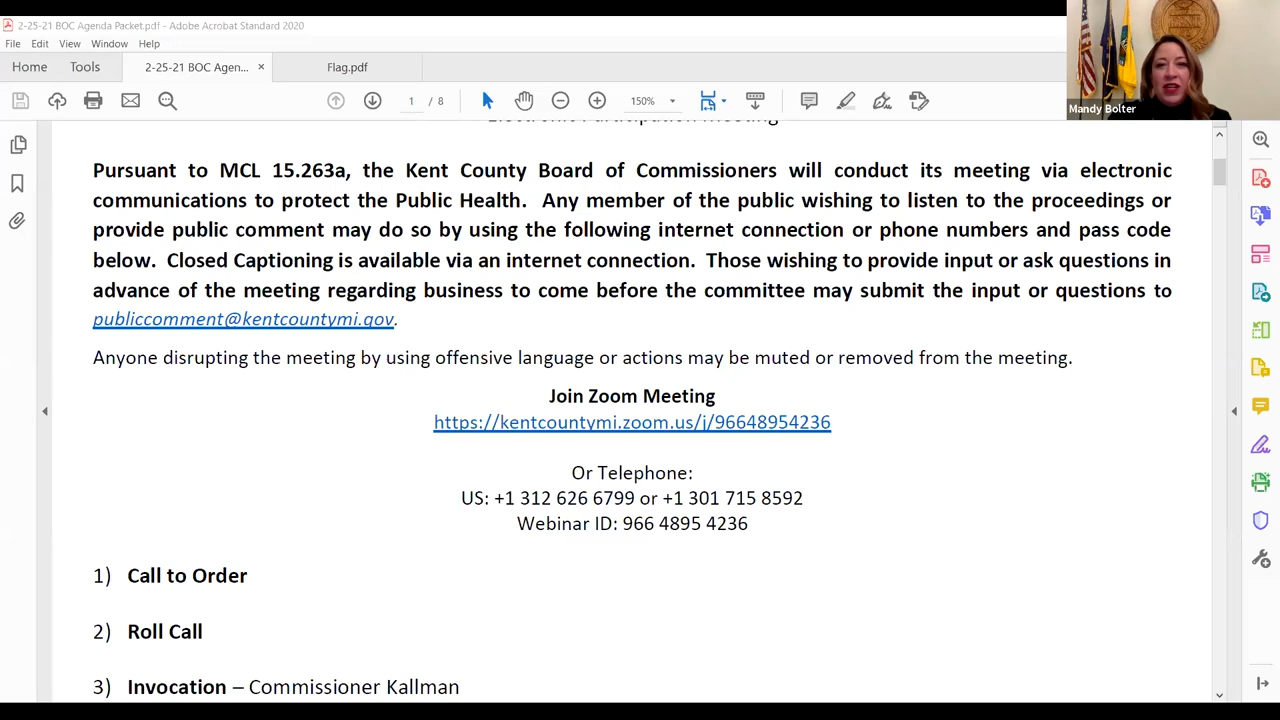 2-25-21 BOC Agenda Packet.pdf - Adobe Acrobat Standard 2020
File Edit View Window Help
Home Tools 2-25-21 BOC Agen... × Flag.pdf
1 / 8 150%
Mandy Bolter
Electronic Participation Meeting
Pursuant to MCL 15.263a, the Kent County Board of Commissioners will conduct its meeting via electronic
communications to protect the Public Health. Any member of the public wishing to listen to the proceedings or
provide public comment may do so by using the following internet connection or phone numbers and pass code
below. Closed Captioning is available via an internet connection. Those wishing to provide input or ask questions in
advance of the meeting regarding business to come before the committee may submit the input or questions to
publiccomment@kentcountymi.gov.
Anyone disrupting the meeting by using offensive language or actions may be muted or removed from the meeting.
Join Zoom Meeting
https://kentcountymi.zoom.us/j/96648954236
Or Telephone:
US: +1 312 626 6799 or +1 301 715 8592
Webinar ID: 966 4895 4236
1) Call to Order
2) Roll Call
3) Invocation – Commissioner Kallman